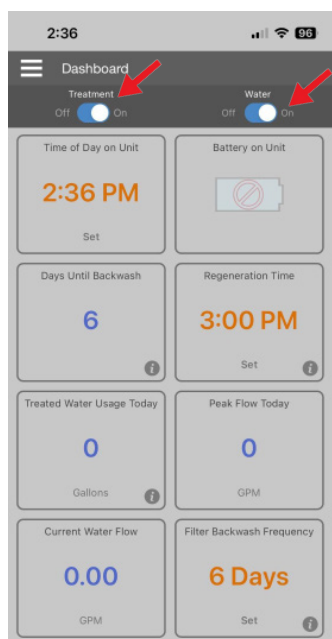 2:36
96
Dashboard
Treatment
Water
Off On
Off On
Time of Day on Unit
Battery on Unit
2:36 PM
Set
Days Until Backwash
Regeneration Time
6
3:00 PM
Set
i
i
Treated Water Usage Today
Peak Flow Today
0
0
Gallons
GPM
i
Current Water Flow
Filter Backwash Frequency
0.00
6 Days
GPM
Set
i